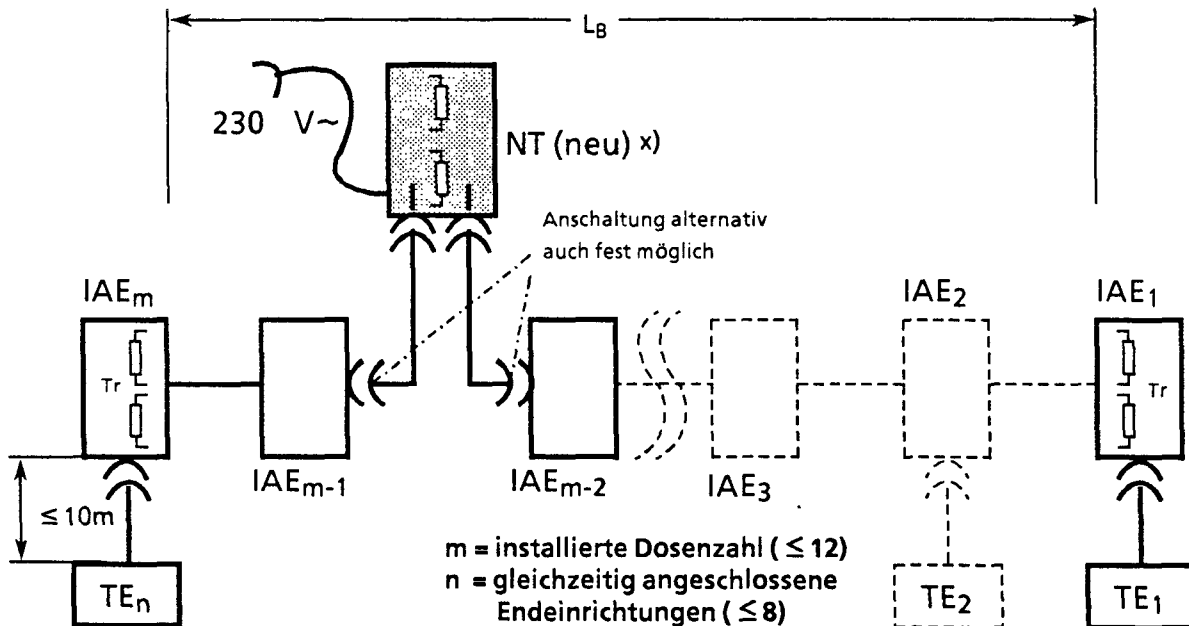 L_B
230 V~
NT (neu) x)
Anschaltung alternativ
auch fest möglich
IAE_m
IAE_2
IAE_1
Tr
Tr
IAE_m-1
IAE_m-2
IAE_3
≤ 10m
m = installierte Dosenzahl ( ≤ 12)
n = gleichzeitig angeschlossene
Endeinrichtungen ( ≤ 8)
TE_n
TE_2
TE_1